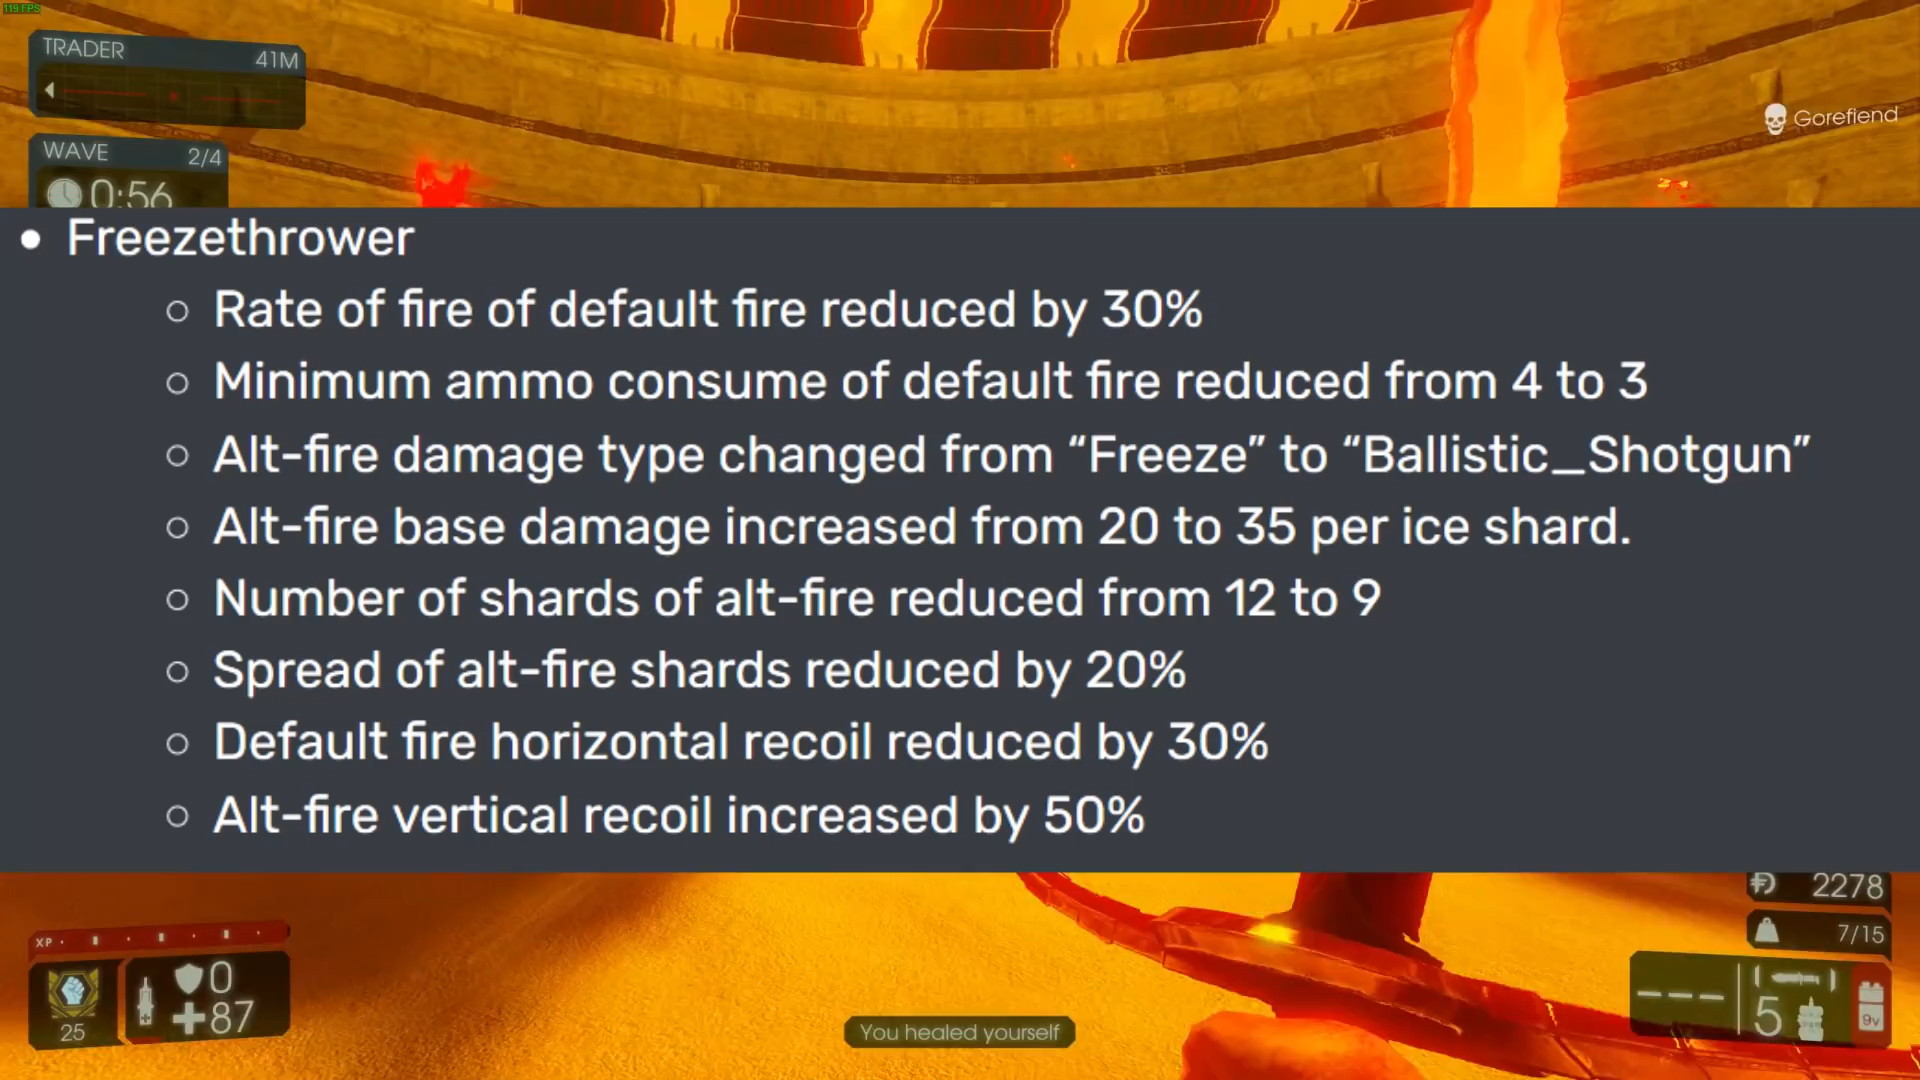 119 FPS
TRADER
41M
Gorefiend
WAVE
2/4
0:56
Freezethrower
Rate of fire of default fire reduced by 30%
Minimum ammo consume of default fire reduced from 4 to 3
Alt-fire damage type changed from “Freeze” to “Ballistic_Shotgun”
Alt-fire base damage increased from 20 to 35 per ice shard.
Number of shards of alt-fire reduced from 12 to 9
Spread of alt-fire shards reduced by 20%
Default fire horizontal recoil reduced by 30%
Alt-fire vertical recoil increased by 50%
2278
7/15
XP
0
87
25
You healed yourself
---
5
9v